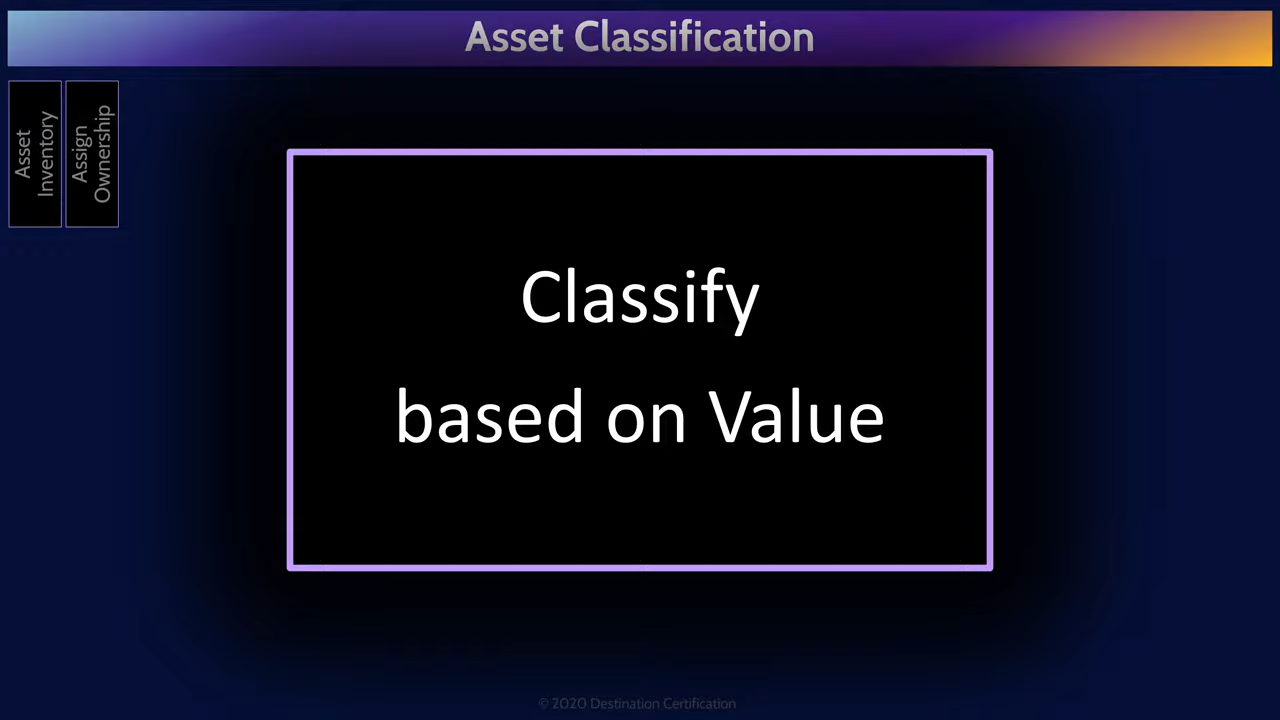 Asset Classification
Asset
Inventory
Assign
Ownership
Classify
based on Value
© 2020 Destination Certification